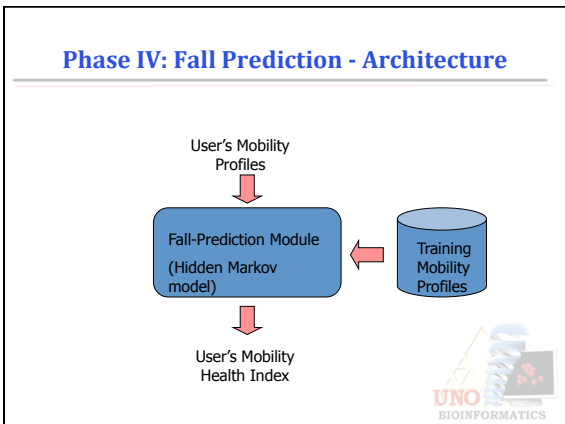 Phase IV: Fall Prediction - Architecture
User's Mobility
Profiles
Fall-Prediction Module
(Hidden Markov
model)
Training
Mobility
Profiles
User's Mobility
Health Index
UNO
BIOINFORMATICS